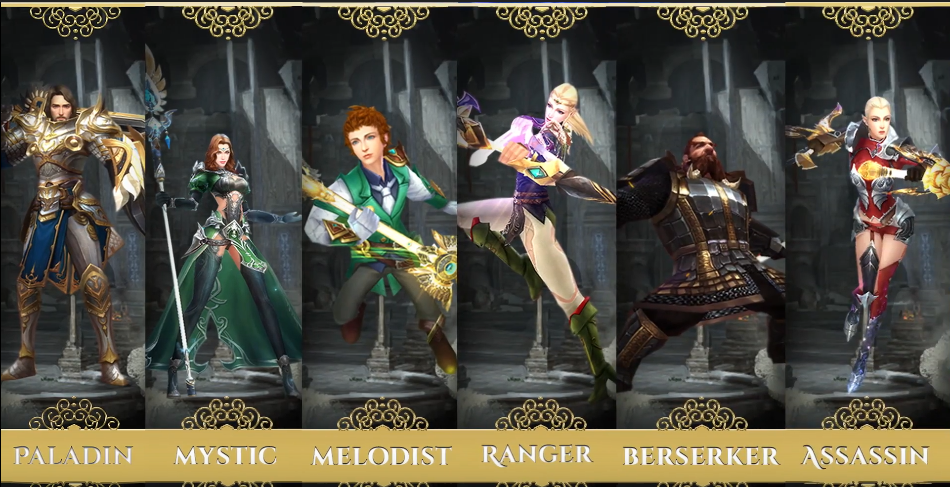 PALADIN
MYSTIC
MELODIST
RANGER
BERSERKER
ASSASSIN